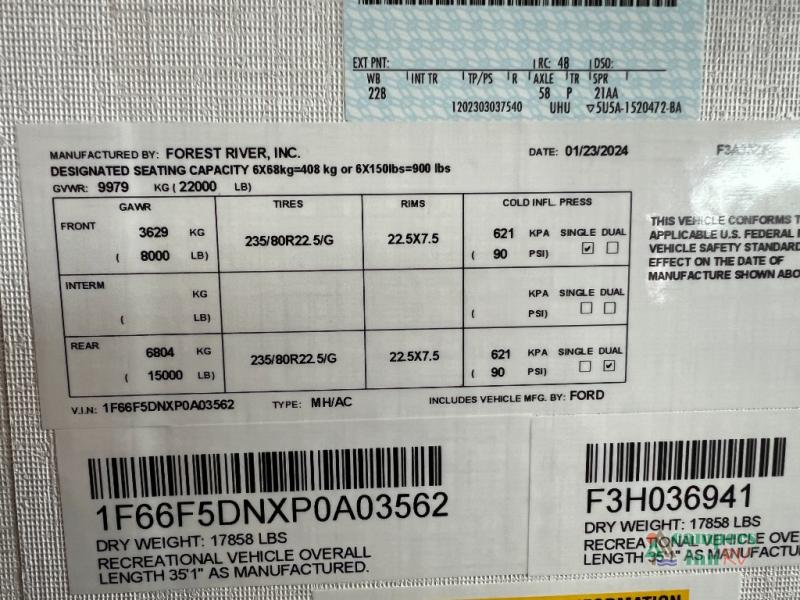 EXT PNT: RC: 48 DSO:
WB INT TR TP/PS R AXLE TR SPR
228 58 P 21AA
1202303037540 UHU ▽5U5A-1520472-BA
MANUFACTURED BY: FOREST RIVER, INC. DATE: 01/23/2024
DESIGNATED SEATING CAPACITY 6X68kg=408 kg or 6X150lbs=900 lbs
GVWR: 9979 KG ( 22000 LB)
GAWR TIRES RIMS COLD INFL. PRESS
FRONT 3629 KG 235/80R22.5/G 22.5X7.5 621 KPA SINGLE DUAL
( 8000 LB) ( 90 PSI) ☑ ☐
INTERM KG KPA SINGLE DUAL
( LB) ( PSI) ☐ ☐
REAR 6804 KG 235/80R22.5/G 22.5X7.5 621 KPA SINGLE DUAL
( 15000 LB) ( 90 PSI) ☐ ☑
V.I.N: 1F66F5DNXP0A03562 TYPE: MH/AC INCLUDES VEHICLE MFG. BY: FORD
THIS VEHICLE CONFORMS
APPLICABLE U.S. FEDERAL
VEHICLE SAFETY STANDARD
EFFECT ON THE DATE OF
MANUFACTURE SHOWN ABO
1F66F5DNXP0A03562
DRY WEIGHT: 17858 LBS
RECREATIONAL VEHICLE OVERALL
LENGTH 35'1" AS MANUFACTURED.
F3H036941
DRY WEIGHT: 17858 LBS
RECREATIONAL VEHICLE OVE
LENGTH 35'1" AS MANUFACTU